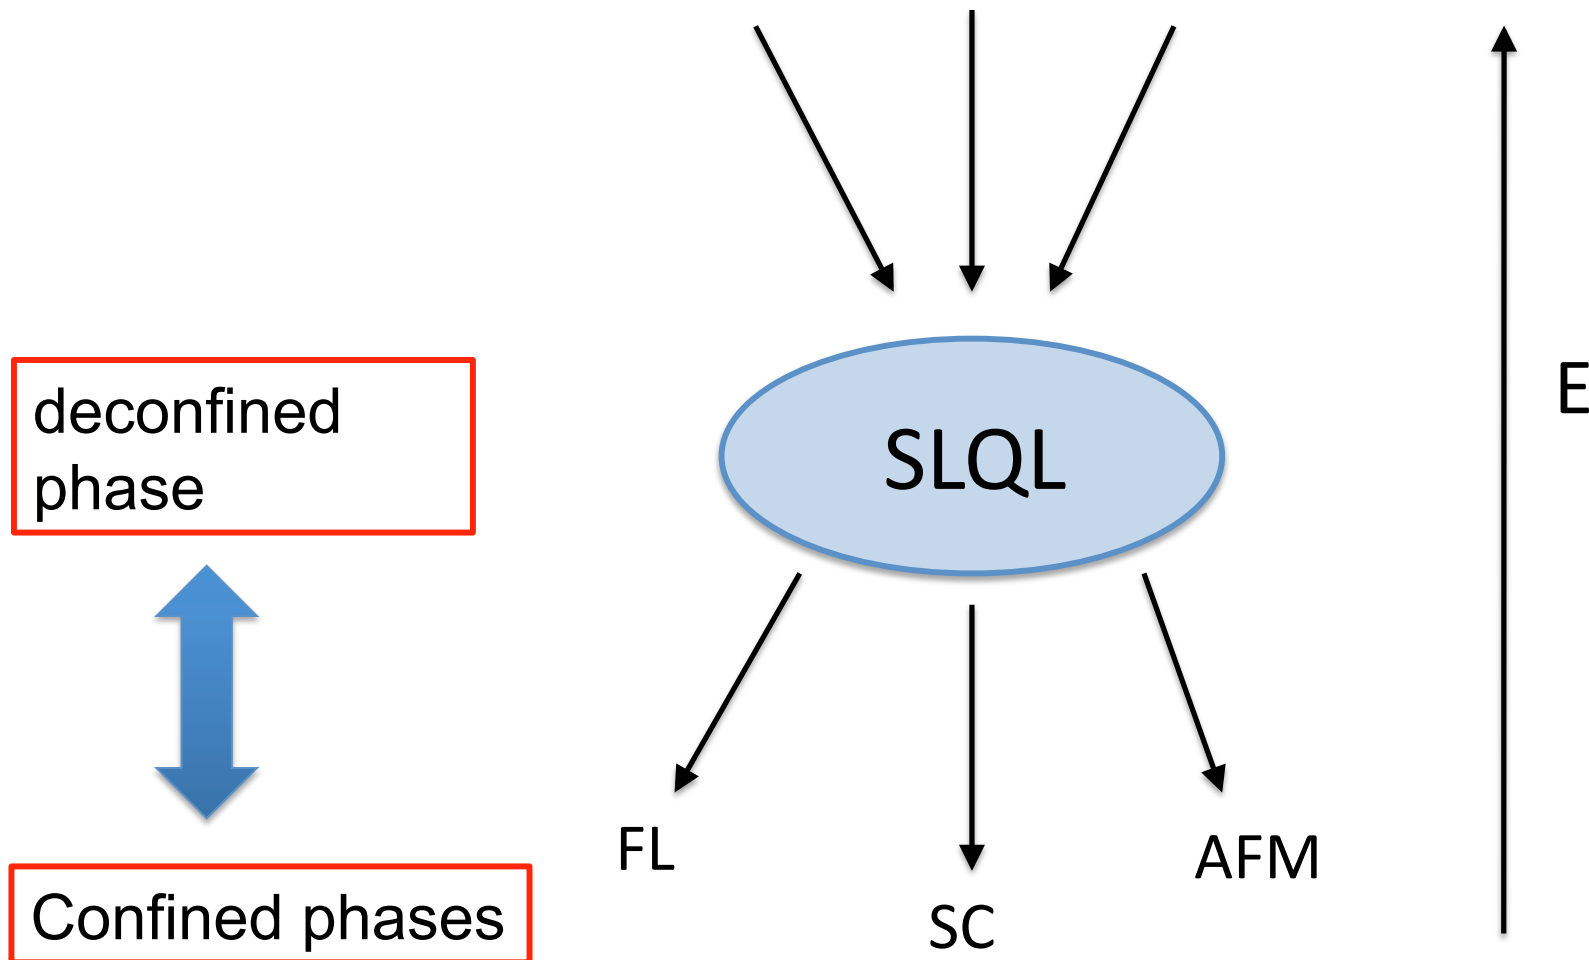 E
deconfined
phase
SLQL
FL
AFM
Confined phases
SC